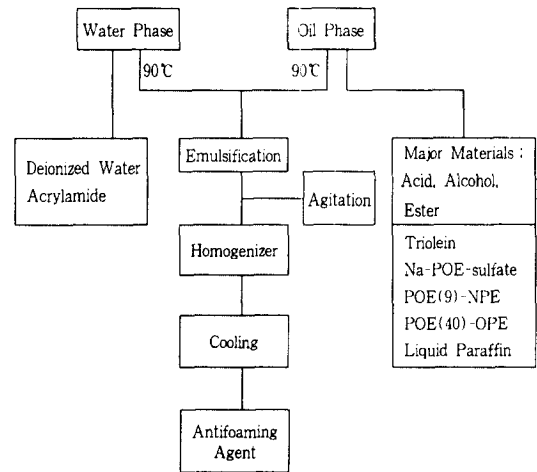 Water Phase
Oil Phase
90℃
90℃
Deionized Water
Acrylamide
Emulsification
Agitation
Homogenizer
Cooling
Antifoaming
Agent
Major Materials :
Acid, Alcohol,
Ester
Triolein
Na-POE-sulfate
POE(9)-NPE
POE(40)-OPE
Liquid Paraffin